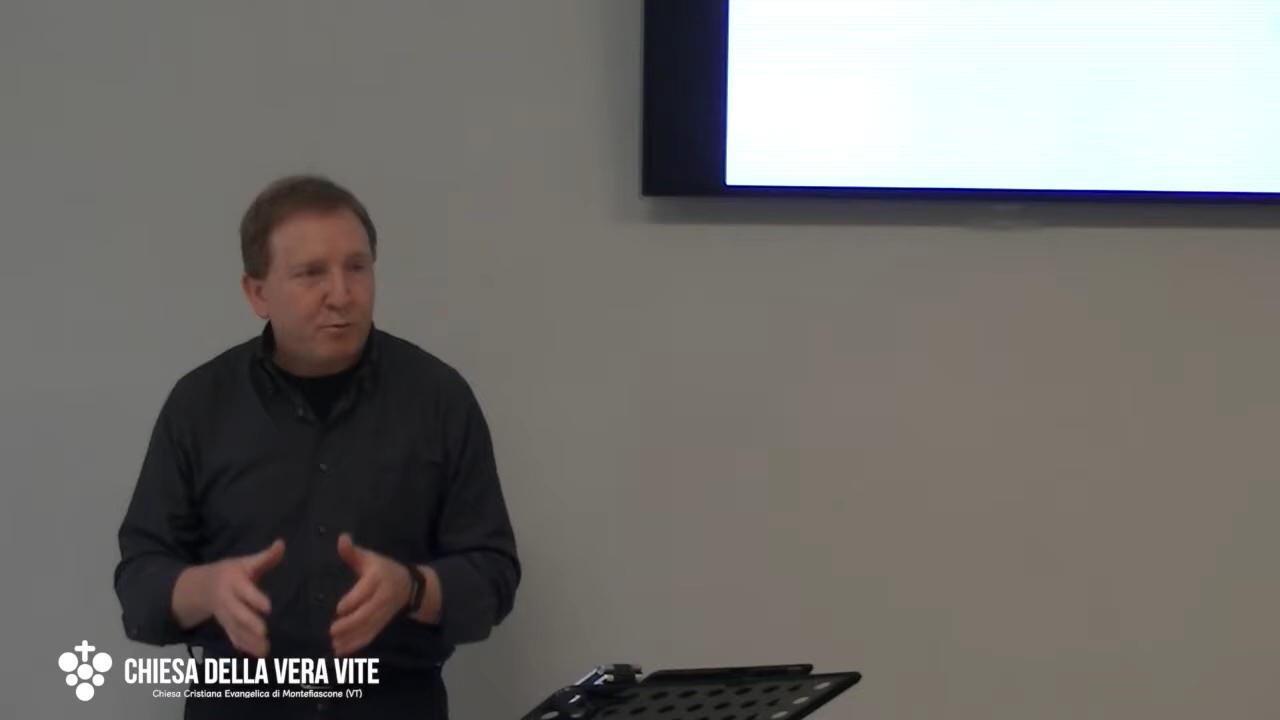 CHIESA DELLA VERA VITE
Chiesa Cristiana Evangelica di Montefiascone (VT)